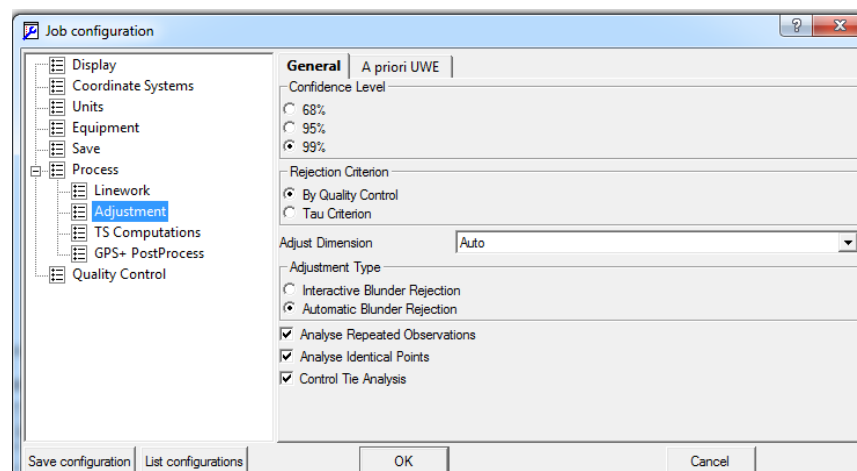 Job configuration
?
Display
Coordinate Systems
Units
Equipment
Save
Process
Linework
Adjustment
TS Computations
GPS+ PostProcess
Quality Control
General
A priori UWE
Confidence Level
68%
95%
99%
Rejection Criterion
By Quality Control
Tau Criterion
Adjust Dimension Auto
Adjustment Type
Interactive Blunder Rejection
Automatic Blunder Rejection
Analyse Repeated Observations
Analyse Identical Points
Control Tie Analysis
Save configuration List configurations OK Cancel